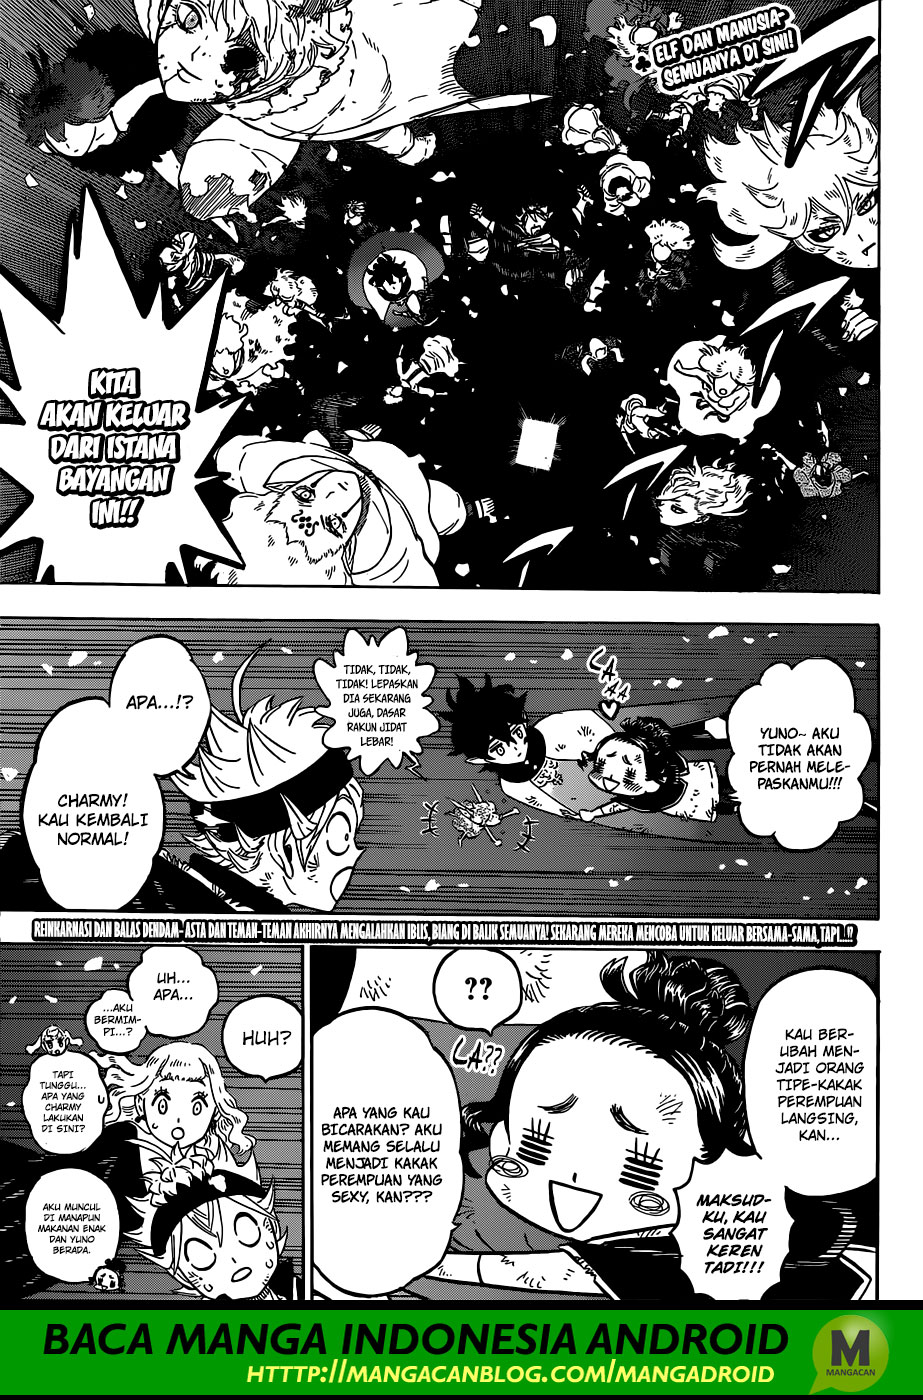 ELF DAN MANUSIA-
SEMUANYA DI SINI!
KITA
AKAN KELUAR
DARI ISTANA
BAYANGAN
INI!!
YUNO~ AKU
TIDAK AKAN
PERNAH MELE-
PASKANMU!!!
LA
AAA
TIDAK, TIDAK,
TIDAK! LEPASKAN
DIA SEKARANG
JUGA, DASAR
RAKUN JIDAT
LEBAR!
APA...!?
CHARMY!
KAU KEMBALI
NORMAL!
REINKARNASI DAN BALAS DENDAM- ASTA DAN TEMAN-TEMAN AKHIRNYA MENGALAHKAN IBLIS, BIANG DI BALIK SEMUANYA! SEKARANG MEREKA MENCOBA UNTUK KELUAR BERSAMA-SAMA, TAPI...!?
KAU BER-
UBAH MEN-
JADI ORANG
TIPE-KAKAK
PEREMPUAN
LANGSING,
KAN...
MAKSUD-
KU, KAU
SANGAT
KEREN
TADI!!!
??
LA??
APA YANG KAU
BICARAKAN? AKU
MEMANG SELALU
MENJADI KAKAK
PEREMPUAN YANG
SEXY, KAN???
HUH?
UH...
APA...
...AKU
BERMIM-
PI...?
TAPI
TUNGGU...
APA YANG
CHARMY
LAKUKAN
DI SINI?
AKU MUNCUL
DI MANAPUN
MAKANAN ENAK
DAN YUNO
BERADA.
BACA MANGA INDONESIA ANDROID
HTTTP://MANGACANBLOG.COM/MANGADROID
M
MANGACAN